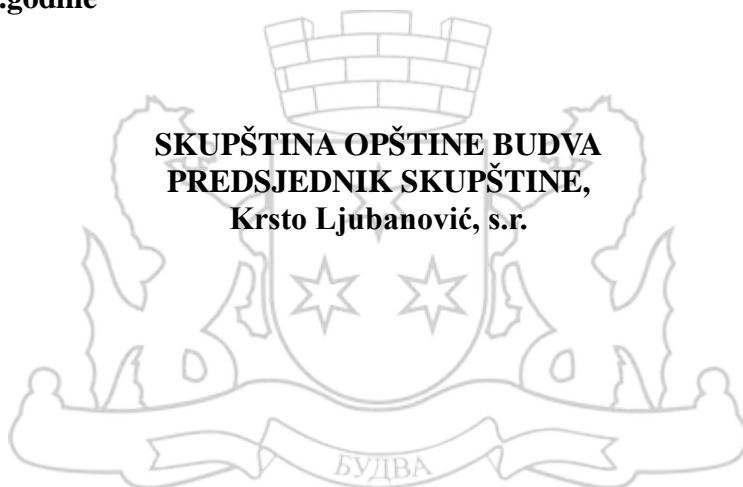 .godine
SKUPŠTINA OPŠTINE BUDVA
PREDSJEDNIK SKUPŠTINE,
Krsto Ljubanović, s.r.
БУДВА